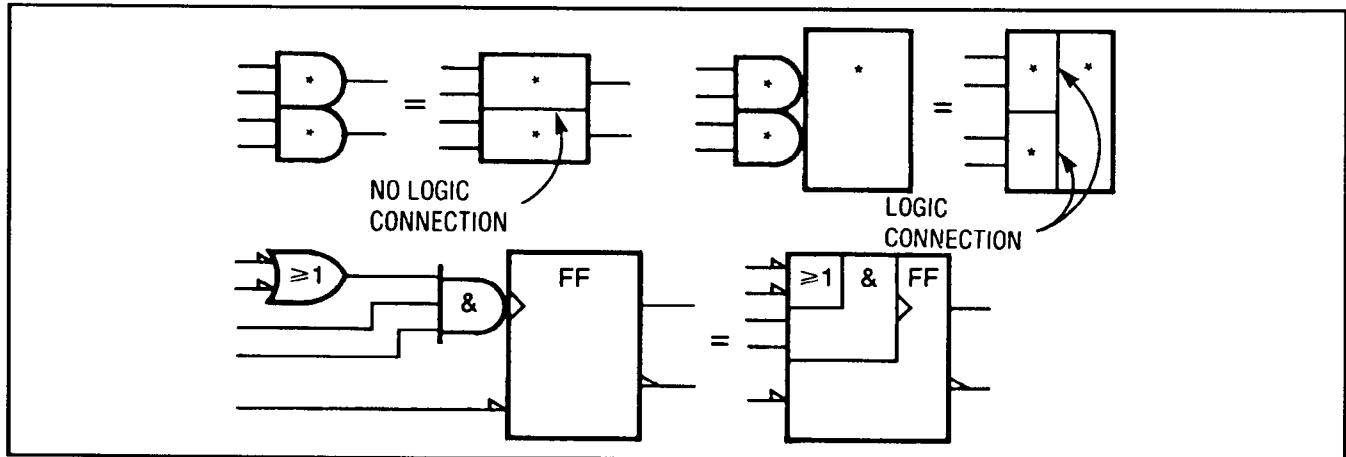 * = * * * = * *
* * * *
NO LOGIC
CONNECTION
LOGIC
CONNECTION
≥1 & FF = ≥1 & FF